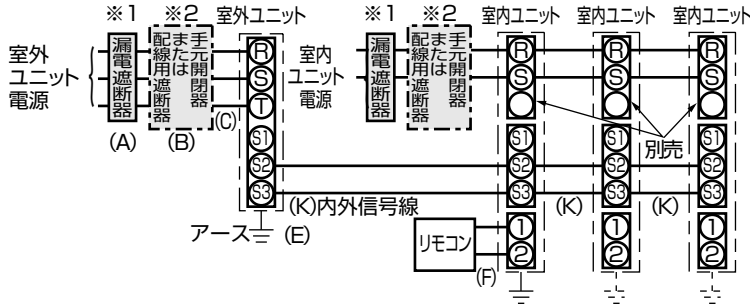 ※1
※2
室外ユニット
※1
※2
室内ユニット
室内ユニット
室内ユニット
室外
ユニット
電源
漏電遮断器
手元開閉器
または
配線用遮断器
R
S
T
S1
S2
S3
(A)
(B)
(C)
室内
ユニット
電源
漏電遮断器
手元開閉器
または
配線用遮断器
R
S
S1
S2
S3
1
2
R
S
S1
S2
S3
1
2
R
S
S1
S2
S3
1
2
別売
(K)内外信号線
(K)
(K)
アース
(E)
リモコン
(F)